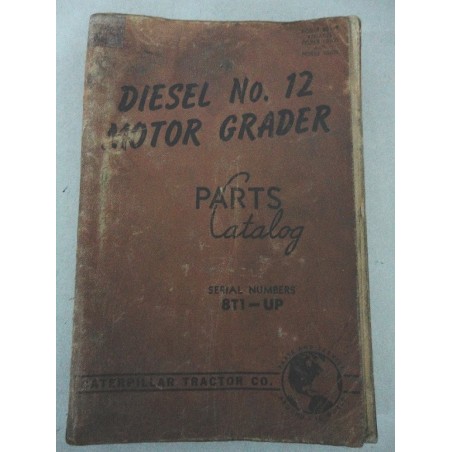 DIESEL No. 12
MOTOR GRADER
PARTS
Catalog
SERIAL NUMBERS
8T1-UP
CATERPILLAR TRACTOR CO.